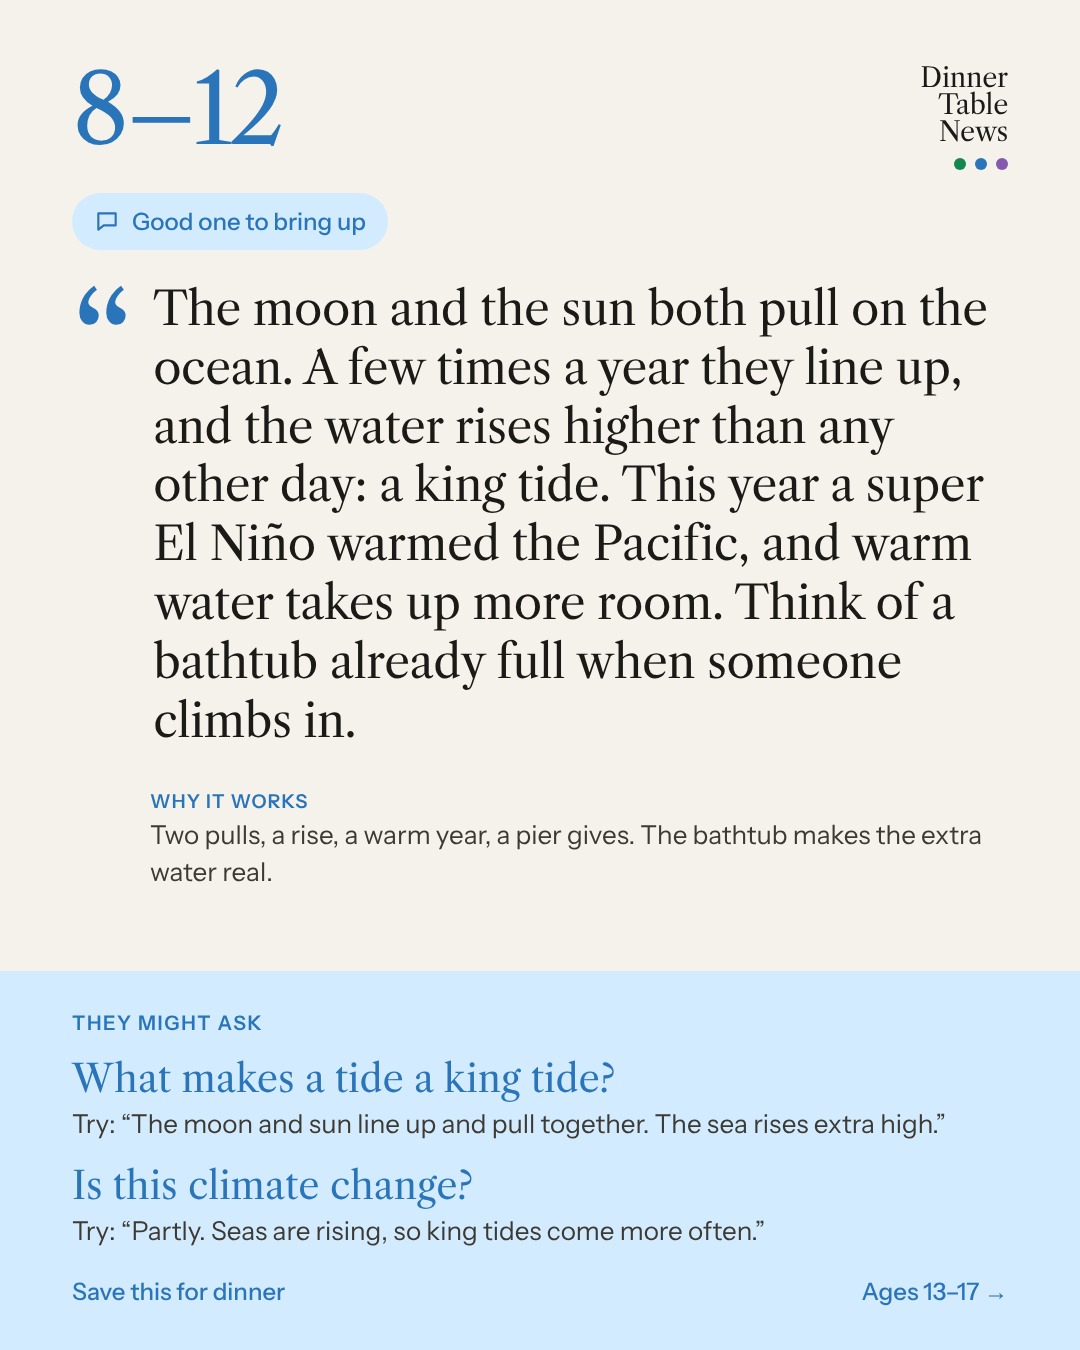 8–12
Dinner
Table
News
Good one to bring up
“ The moon and the sun both pull on the
ocean. A few times a year they line up,
and the water rises higher than any
other day: a king tide. This year a super
El Niño warmed the Pacific, and warm
water takes up more room. Think of a
bathtub already full when someone
climbs in.
WHY IT WORKS
Two pulls, a rise, a warm year, a pier gives. The bathtub makes the extra
water real.
THEY MIGHT ASK
What makes a tide a king tide?
Try: “The moon and sun line up and pull together. The sea rises extra high.”
Is this climate change?
Try: “Partly. Seas are rising, so king tides come more often.”
Save this for dinner
Ages 13–17 →